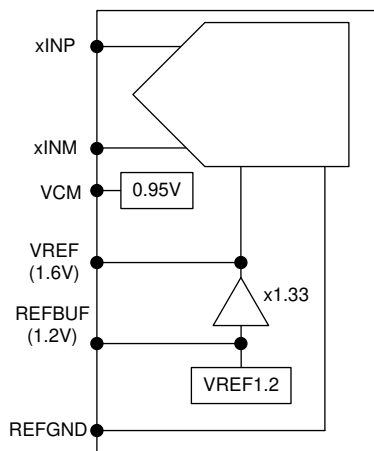 xINP
xINM
VCM
0.95V
VREF
(1.6V)
x1.33
REFBUF
(1.2V)
VREF1.2
REFGND